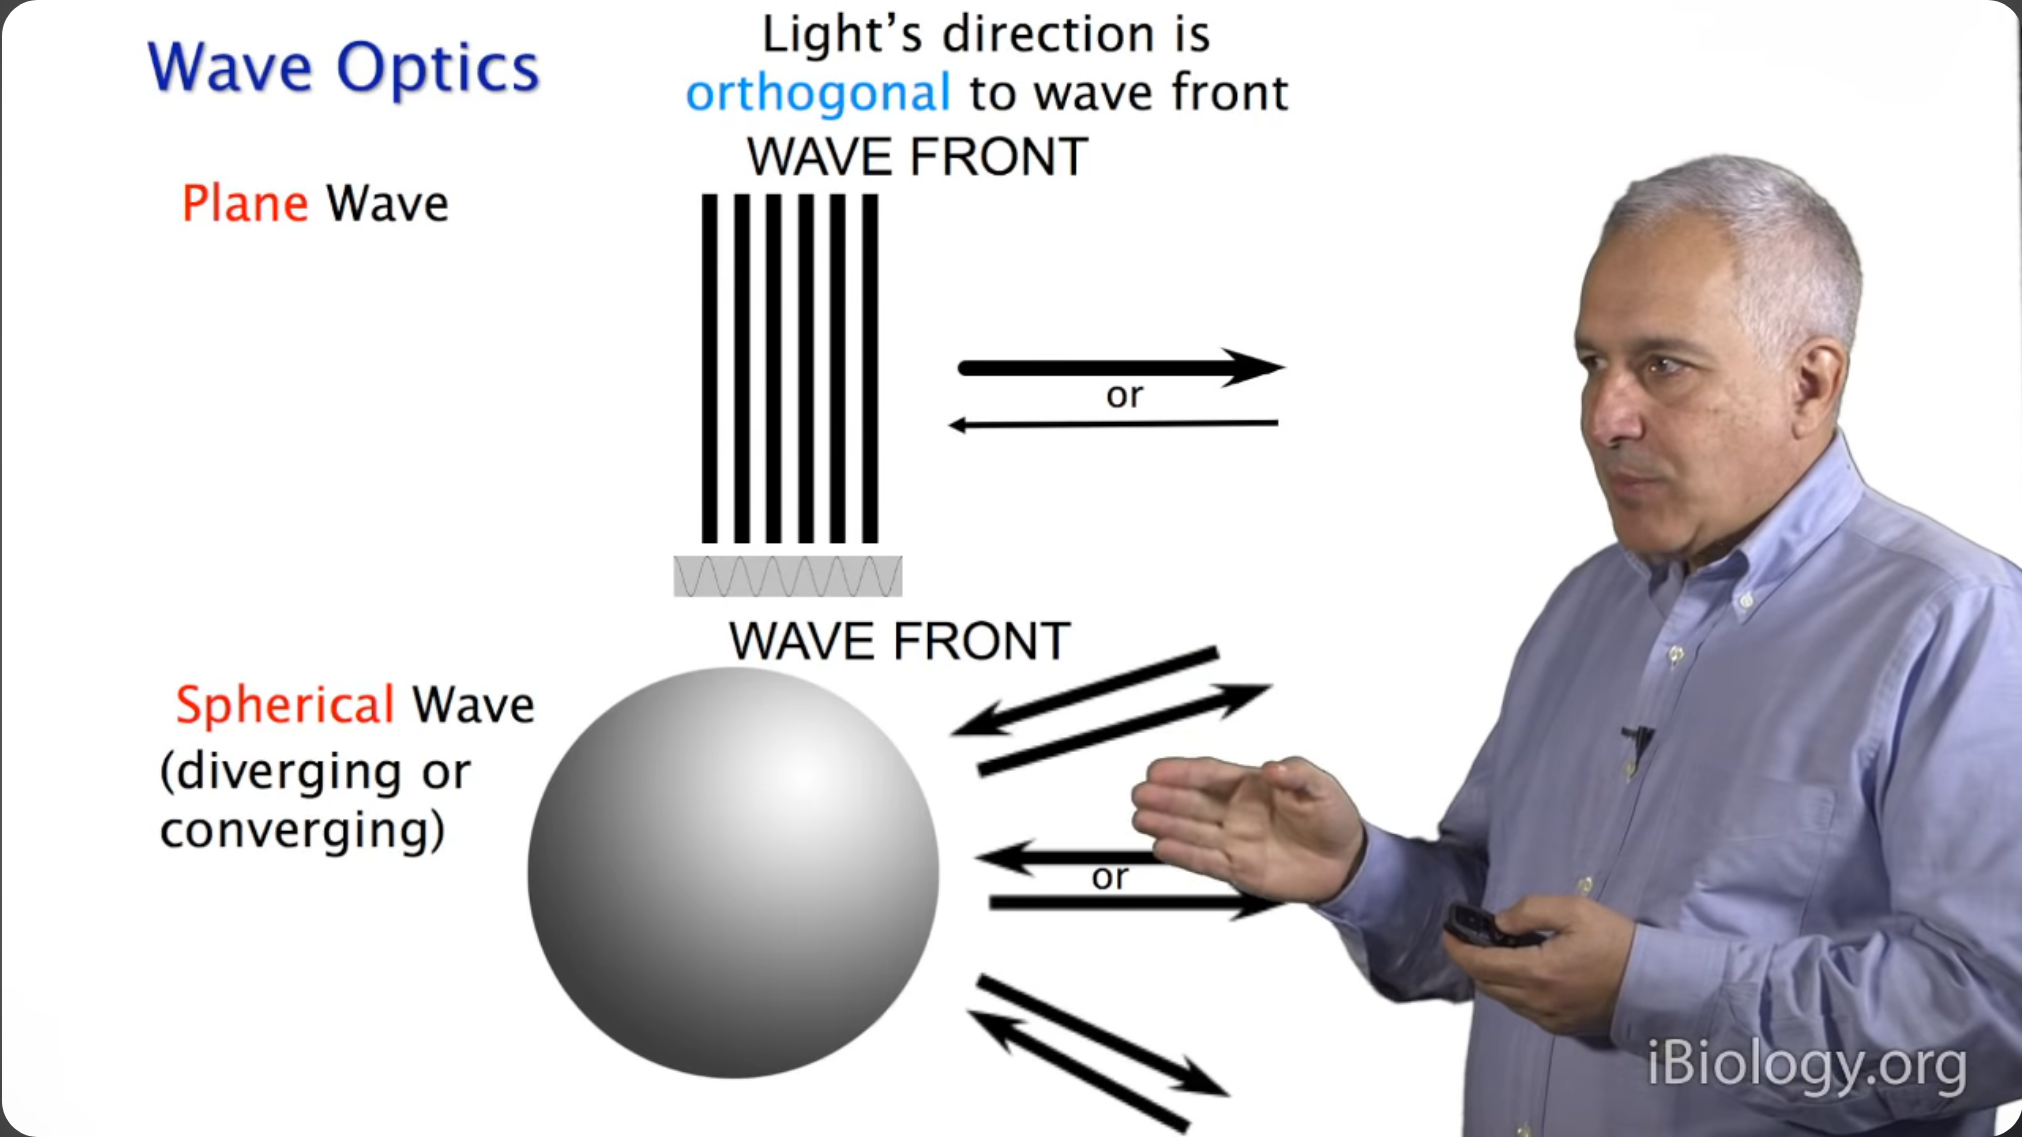 Wave Optics
Light’s direction is
orthogonal to wave front
WAVE FRONT
Plane Wave
or
WAVE FRONT
Spherical Wave
(diverging or
converging)
or
iBiology.org